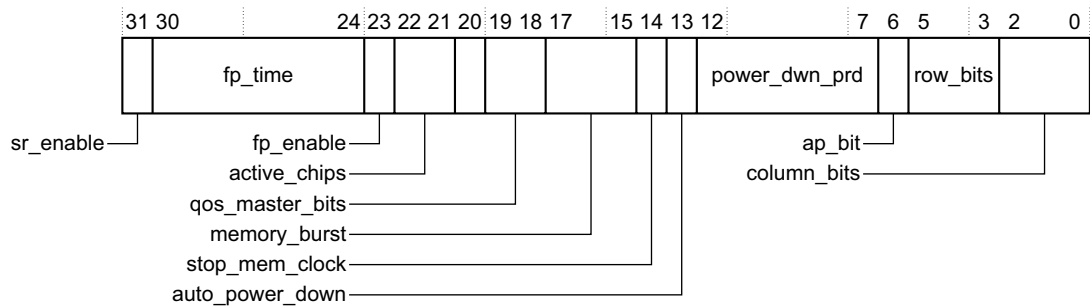 31 30 24 23 22 21 20 19 18 17 15 14 13 12 7 6 5 3 2 0
fp_time power_dwn_prd row_bits
sr_enable fp_enable ap_bit
active_chips column_bits
qos_master_bits
memory_burst
stop_mem_clock
auto_power_down